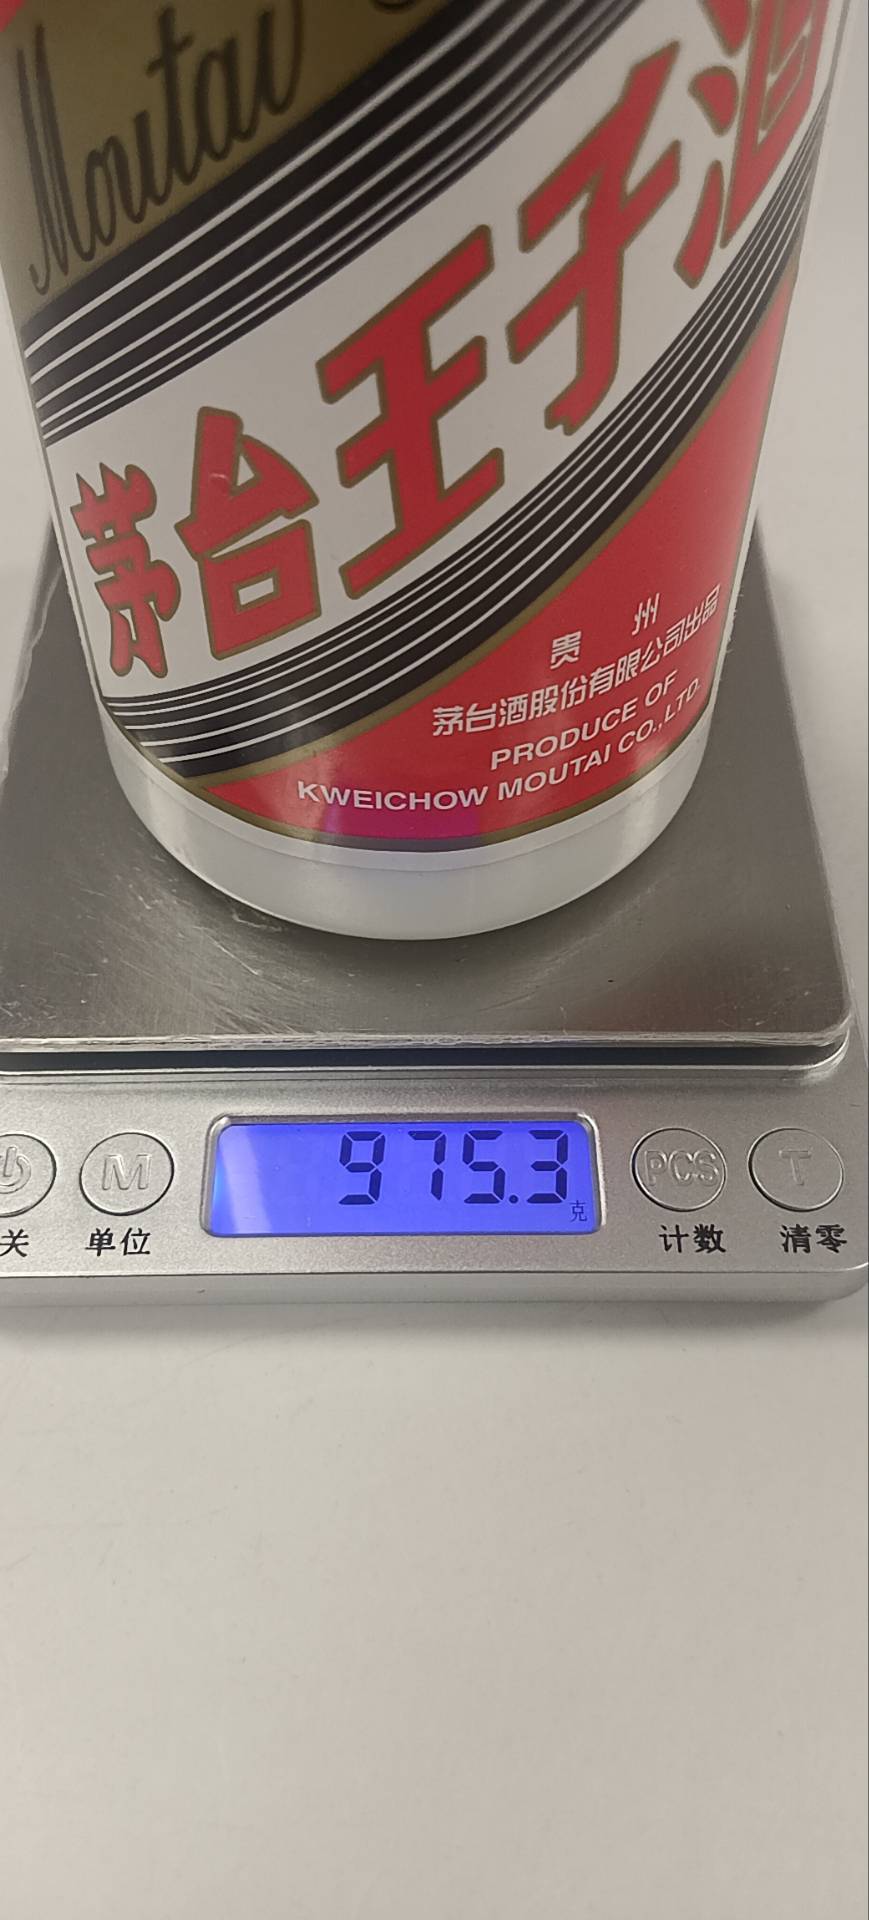 Moutai
茅台王子酒
贵州
茅台酒股份有限公司出品
PRODUCE OF
KWEICHOW MOUTAI CO.,LTD.
975.3
克
M
PCS
T
关
单位
计数
清零